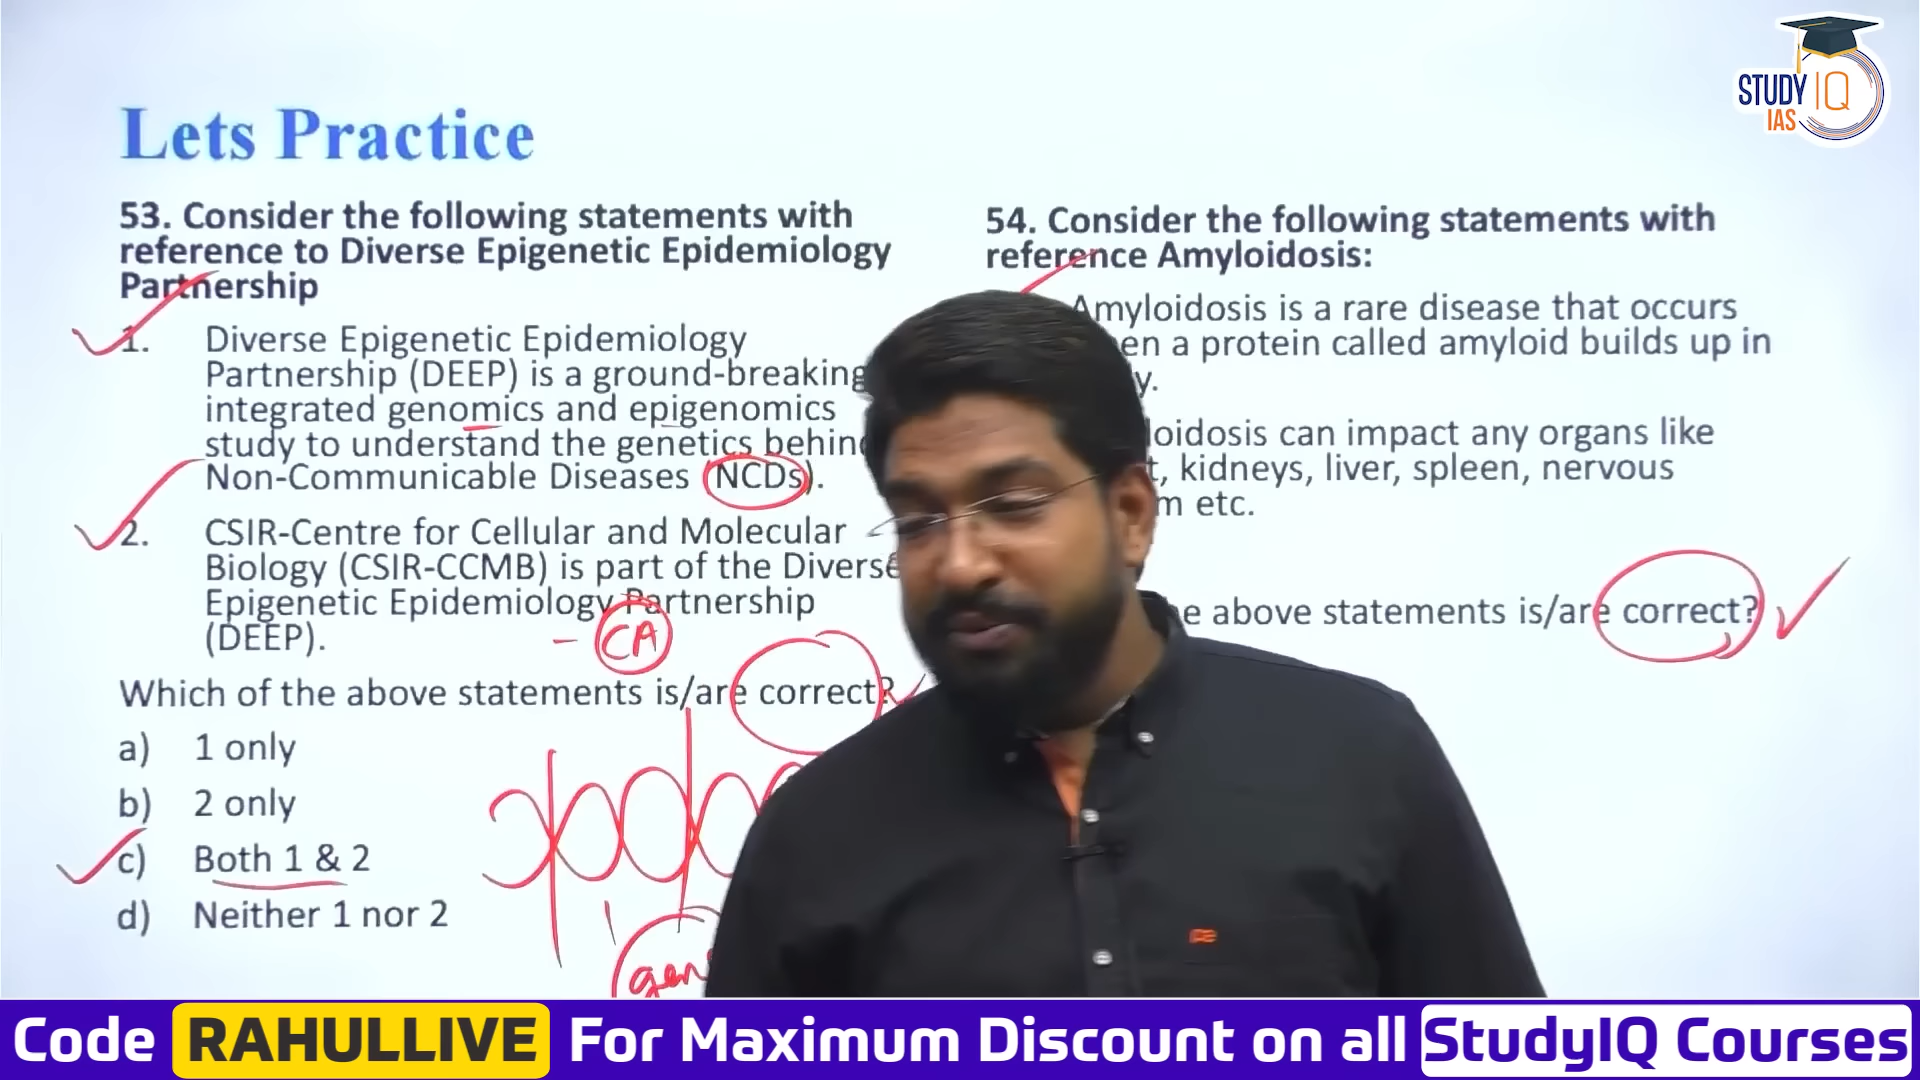 STUDY IQ
IAS
Lets Practice
53. Consider the following statements with
reference to Diverse Epigenetic Epidemiology
Partnership
1. Diverse Epigenetic Epidemiology
Partnership (DEEP) is a ground-breaking
integrated genomics and epigenomics
study to understand the genetics behind
Non-Communicable Diseases (NCDs).
2. CSIR-Centre for Cellular and Molecular
Biology (CSIR-CCMB) is part of the Diverse
Epigenetic Epidemiology Partnership
(DEEP).
- CA
Which of the above statements is/are correct?
a) 1 only
b) 2 only
c) Both 1 & 2
d) Neither 1 nor 2
gen
54. Consider the following statements with
reference Amyloidosis:
Amyloidosis is a rare disease that occurs
en a protein called amyloid builds up in
y.
loidosis can impact any organs like
t, kidneys, liver, spleen, nervous
m etc.
e above statements is/are correct?
Code RAHULLIVE For Maximum Discount on all StudyIQ Courses